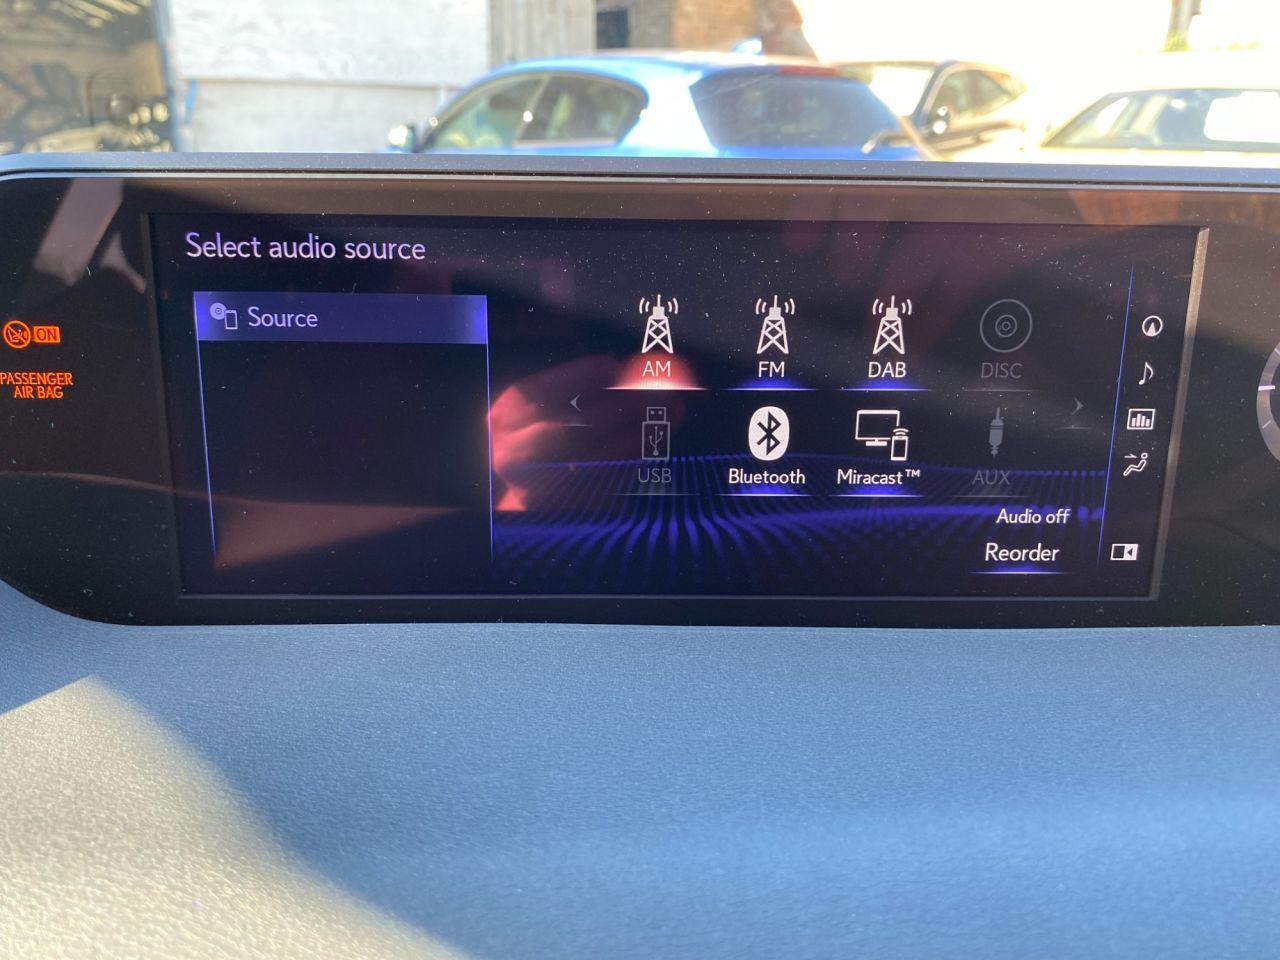 Select audio source
Source
AM FM DAB DISC
USB Bluetooth Miracast™ AUX
Audio off
Reorder
ON
PASSENGER
AIR BAG